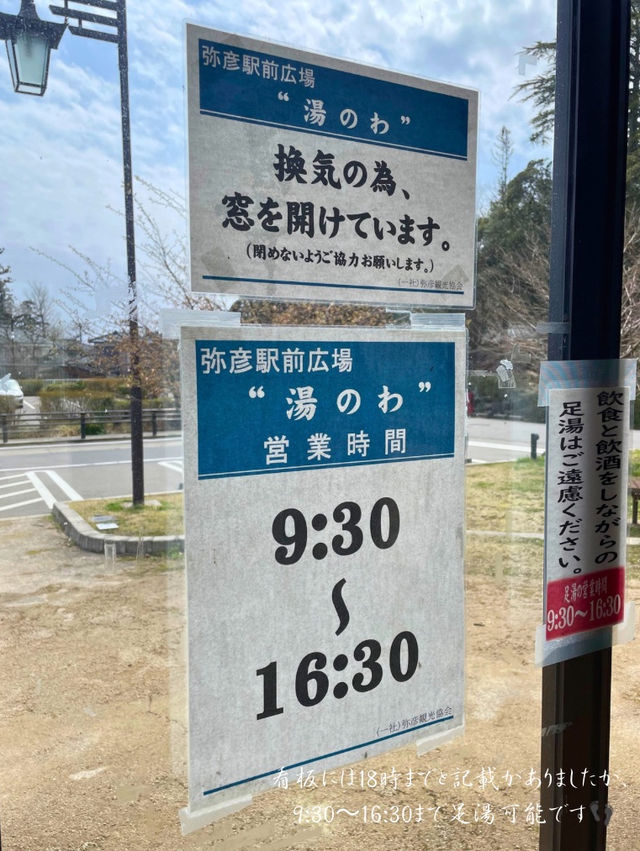 弥彦駅前広場
“湯のわ”
換気の為、
窓を開けています。
(閉めないようご協力お願いします。)
(一社)弥彦観光協会
弥彦駅前広場
“湯のわ”
営業時間
9:30
～
16:30
(一社)弥彦観光協会
飲食と飲酒をしながらの
足湯はご遠慮ください。
足湯の営業時間
9:30～16:30
看板には18時までと記載がありましたが、
9:30～16:30まで足湯可能です👣